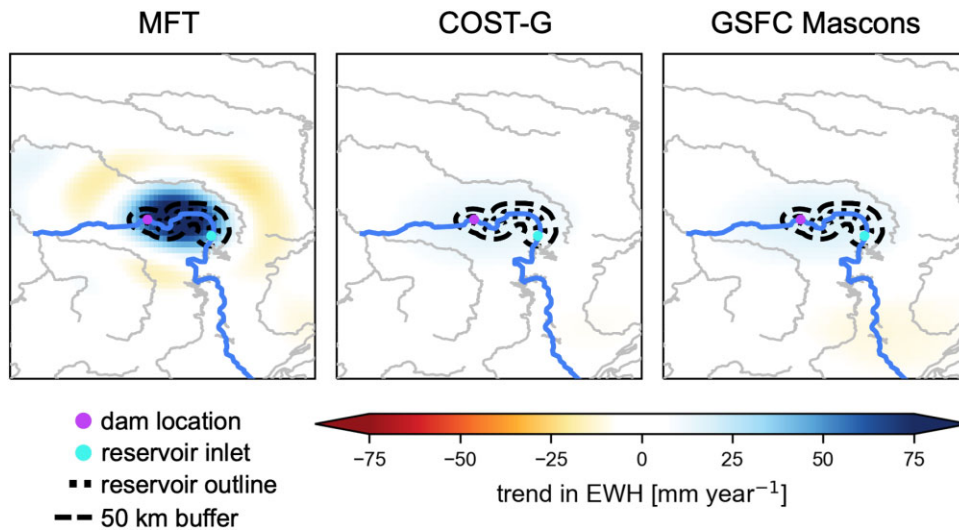 MFT COST-G GSFC Mascons
dam location
reservoir inlet
reservoir outline
50 km buffer
−75 −50 −25 0 25 50 75
trend in EWH [mm year⁻¹]